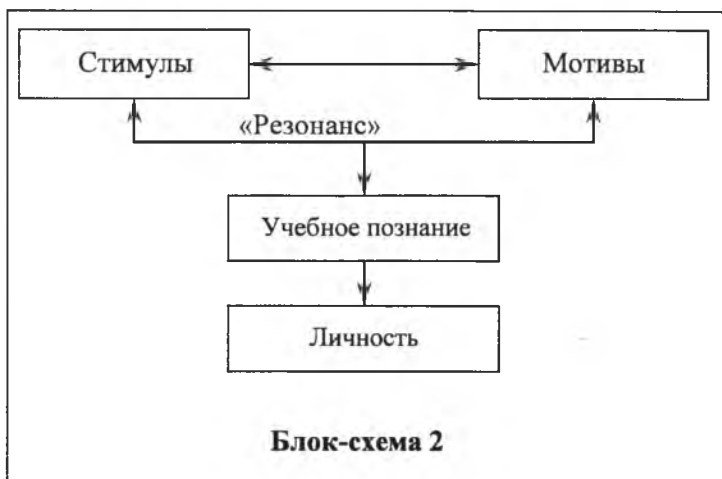 Стимулы
Мотивы
«Резонанс»
Учебное познание
Личность
Блок-схема 2